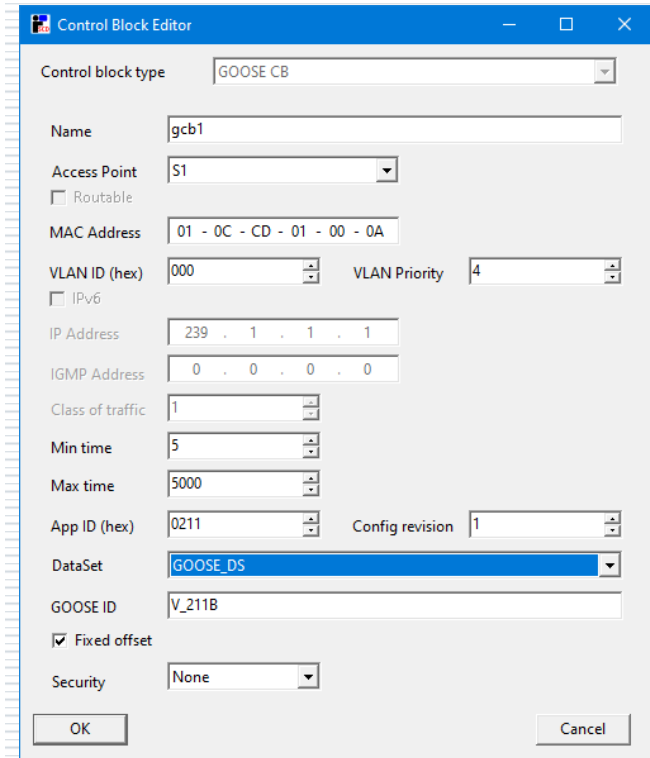 Control Block Editor
Control block type GOOSE CB
Name gcb1
Access Point S1
Routable
MAC Address 01 - 0C - CD - 01 - 00 - 0A
VLAN ID (hex) 000 VLAN Priority 4
IPv6
IP Address 239 . 1 . 1 . 1
IGMP Address 0 . 0 . 0 . 0
Class of traffic 1
Min time 5
Max time 5000
App ID (hex) 0211 Config revision 1
DataSet GOOSE_DS
GOOSE ID V_211B
Fixed offset
Security None
OK Cancel